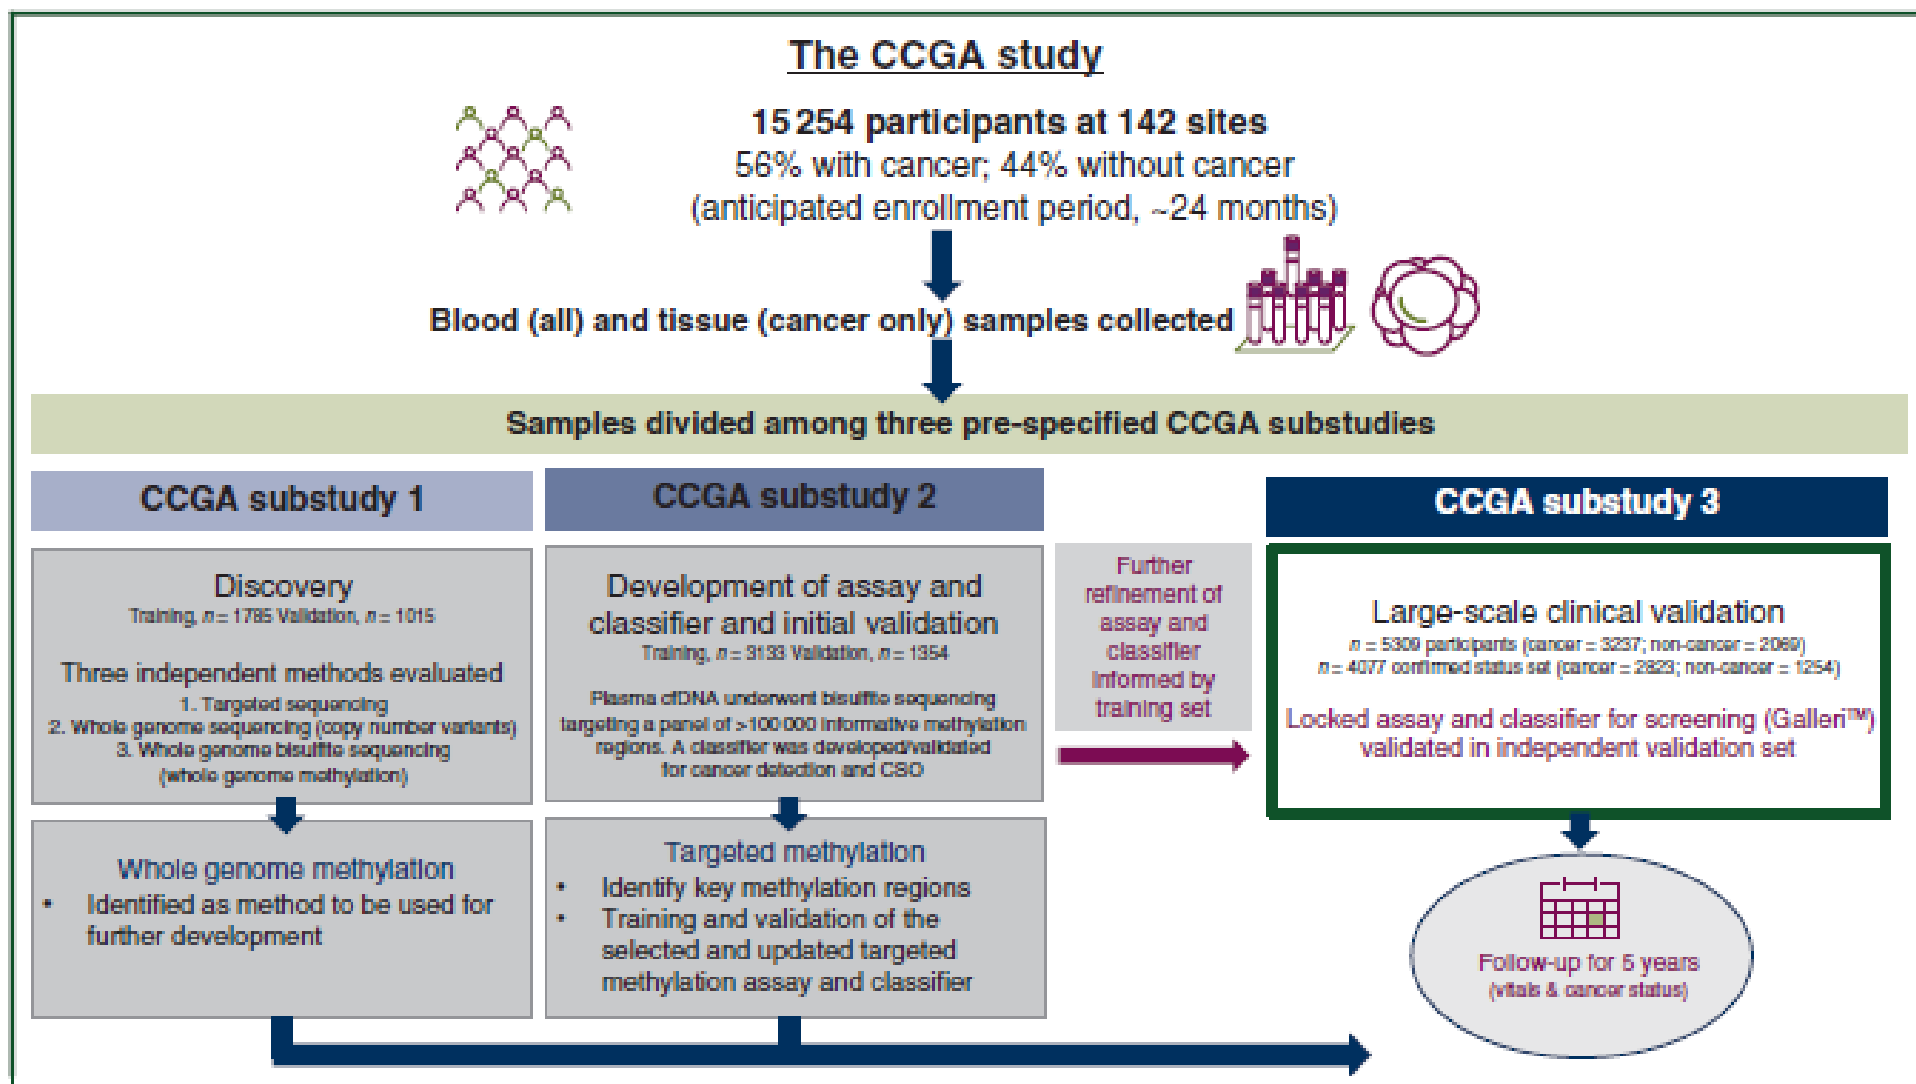 The CCGA study
15 254 participants at 142 sites
56% with cancer; 44% without cancer
(anticipated enrollment period, ~24 months)
Blood (all) and tissue (cancer only) samples collected
Samples divided among three pre-specified CCGA substudies
CCGA substudy 1
Discovery
Training, n = 1785 Validation, n = 1015
Three independent methods evaluated
1. Targeted sequencing
2. Whole genome sequencing (copy number variants)
3. Whole genome bisulfite sequencing
(whole genome methylation)
Whole genome methylation
• Identified as method to be used for
further development
CCGA substudy 2
Development of assay and
classifier and initial validation
Training, n = 3133 Validation, n = 1354
Plasma cfDNA underwent bisulfite sequencing
targeting a panel of >100 000 informative methylation
regions. A classifier was developed/validated
for cancer detection and CSO
Targeted methylation
• Identify key methylation regions
• Training and validation of the
selected and updated targeted
methylation assay and classifier
Further
refinement of
assay and
classifier
informed by
training set
CCGA substudy 3
Large-scale clinical validation
n = 5309 participants (cancer = 3237; non-cancer = 2069)
n = 4077 confirmed status set (cancer = 2823; non-cancer = 1254)
Locked assay and classifier for screening (Galleri™)
validated in independent validation set
Follow-up for 5 years
(vitals & cancer status)